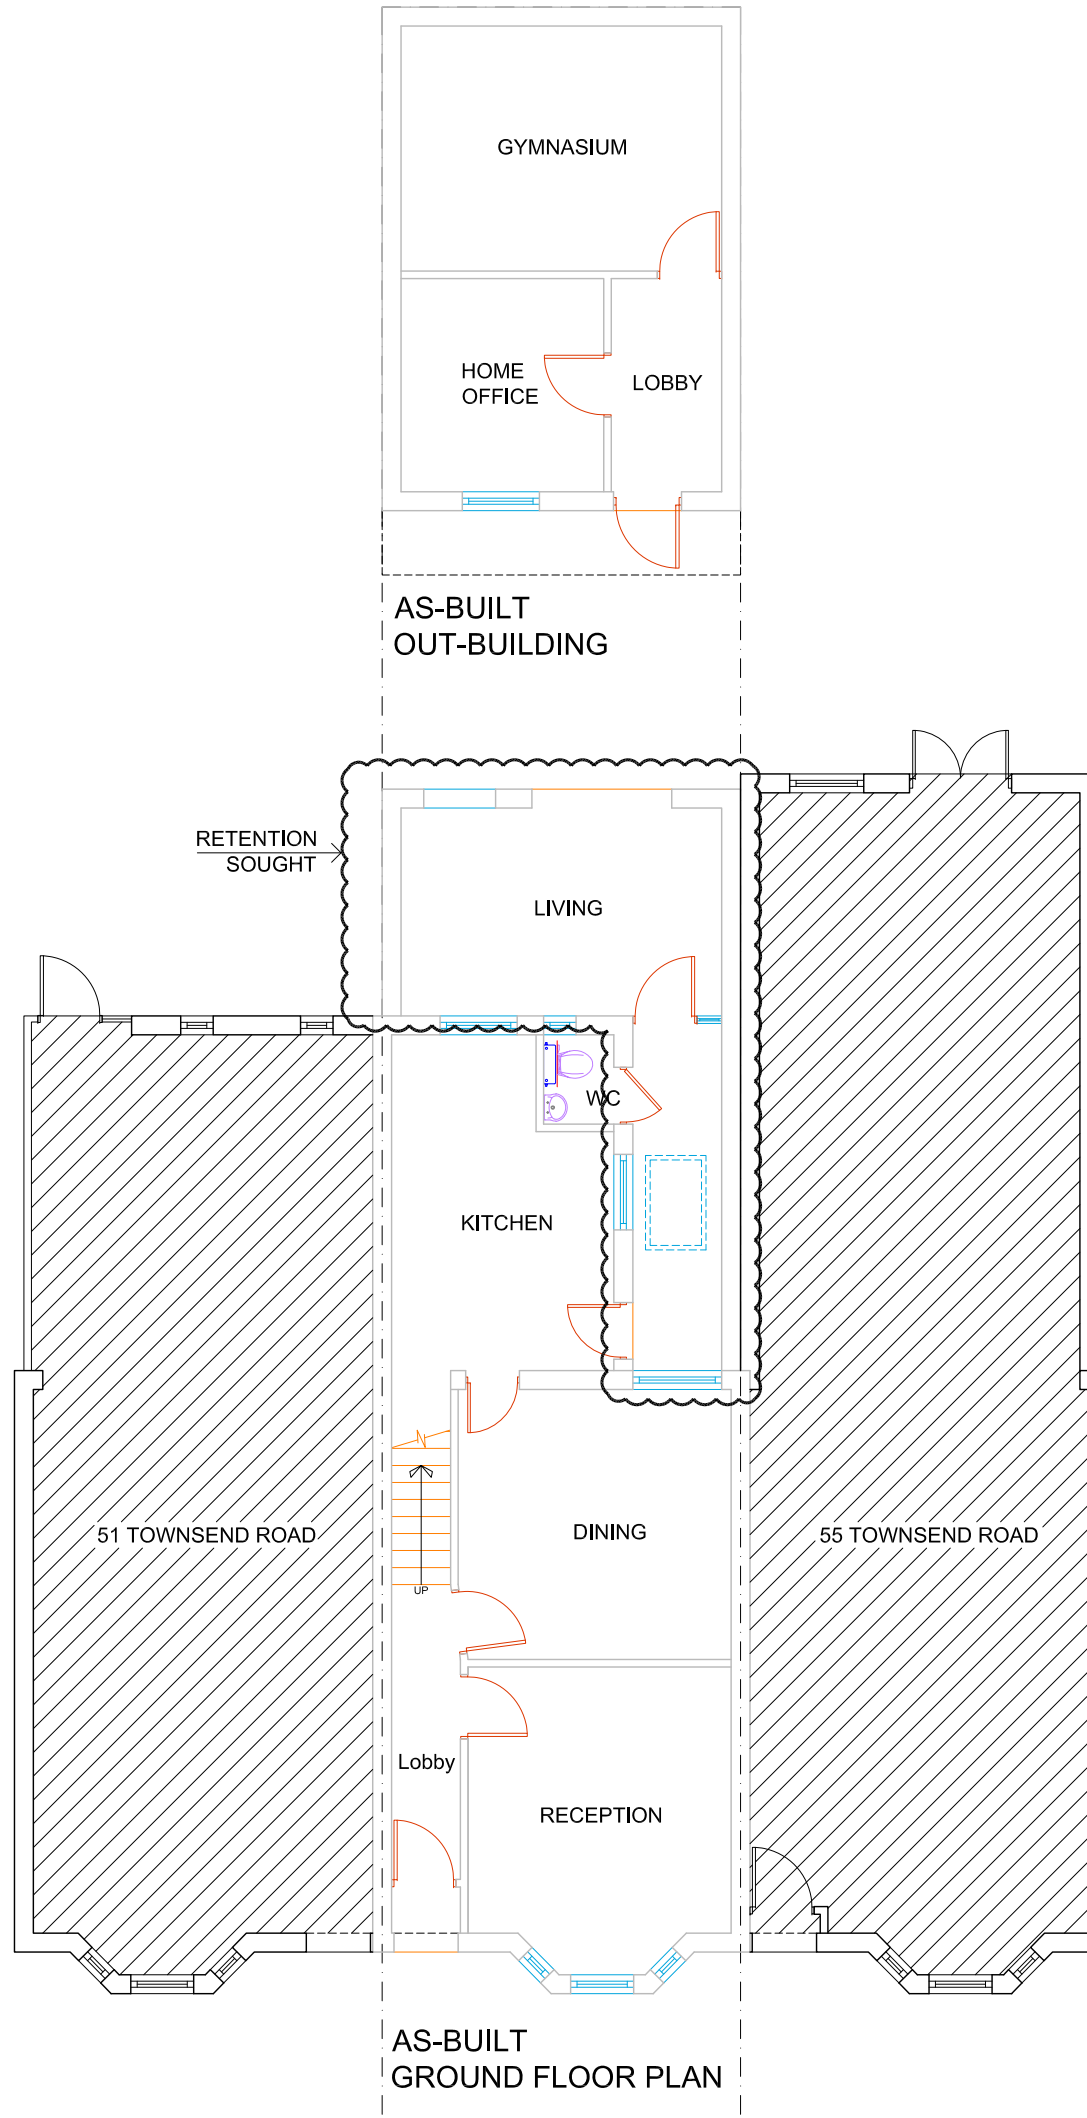 GYMNASIUM
HOME
OFFICE
LOBBY
AS-BUILT
OUT-BUILDING
RETENTION
SOUGHT
LIVING
WC
KITCHEN
51 TOWNSEND ROAD
DINING
55 TOWNSEND ROAD
UP
Lobby
RECEPTION
AS-BUILT
GROUND FLOOR PLAN